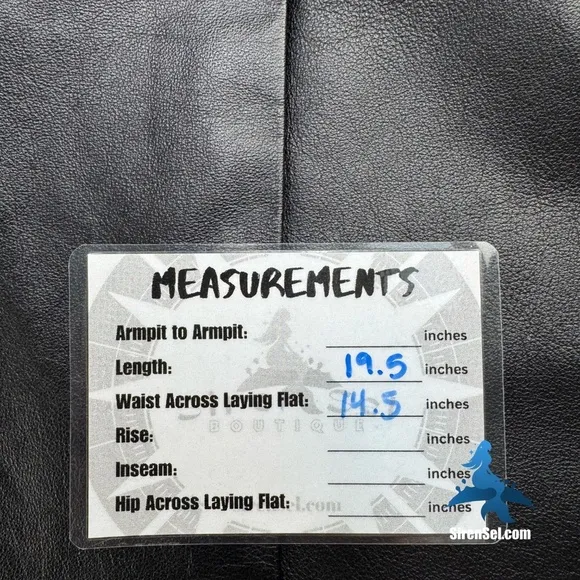 MEASUREMENTS
Armpit to Armpit: inches
Length: 19.5 inches
Waist Across Laying Flat: 14.5 inches
BOUTIQUE
Rise: inches
Inseam: inches
Hip Across Laying Flat: inches
SirenSel.com